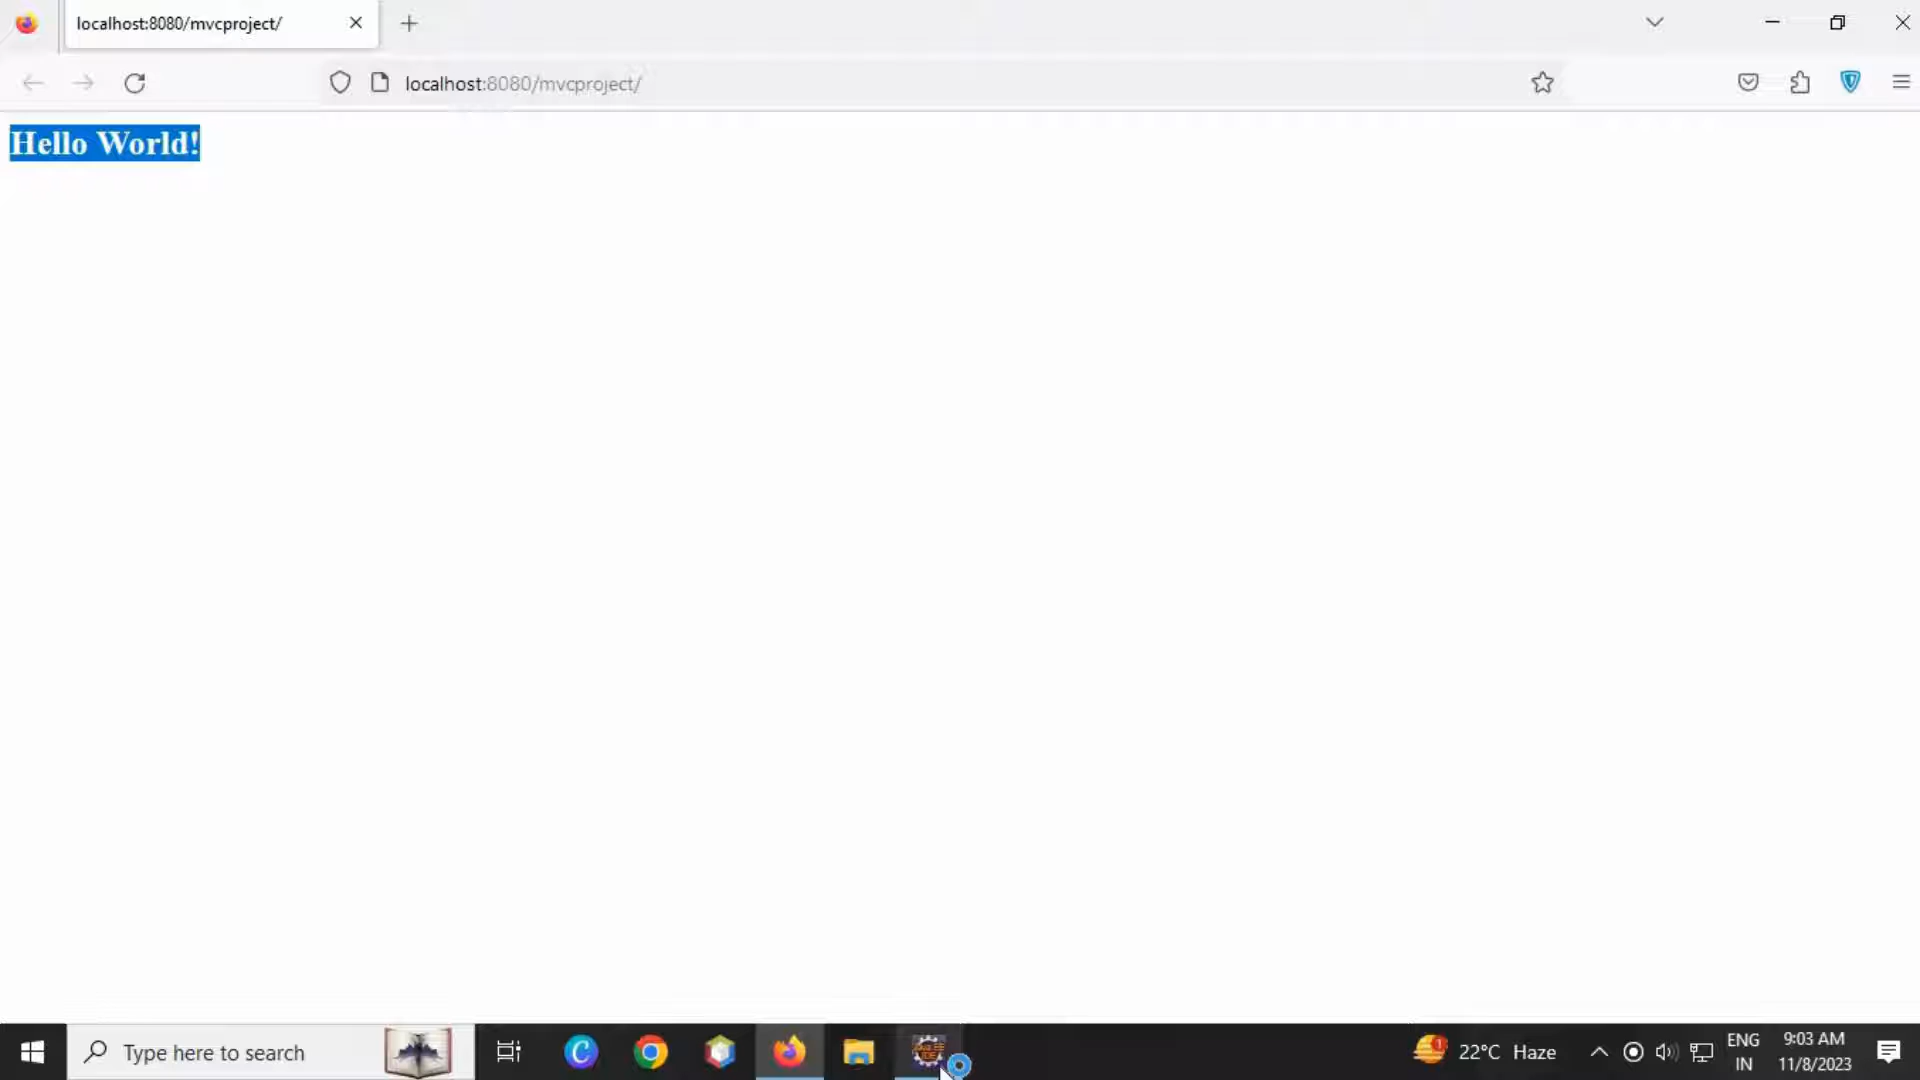 localhost:8080/mvcproject/
localhost:8080/mvcproject/
Hello World!
Type here to search
22°C Haze
ENG
IN
9:03 AM
11/8/2023